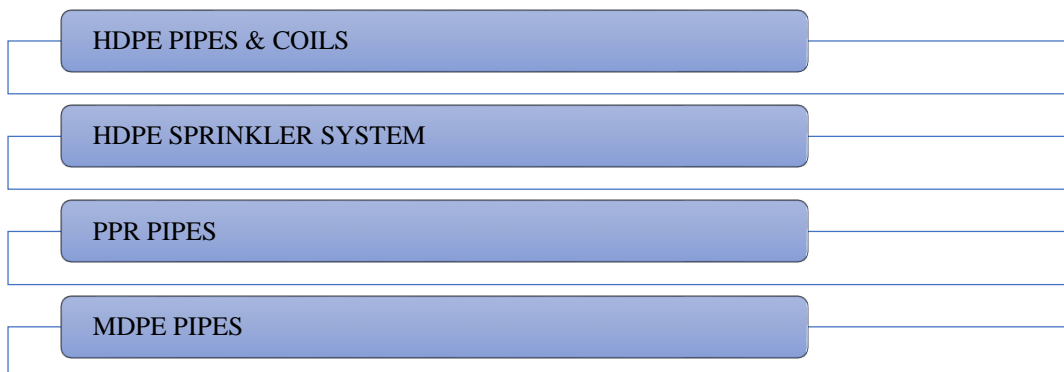 HDPE PIPES & COILS
HDPE SPRINKLER SYSTEM
PPR PIPES
MDPE PIPES